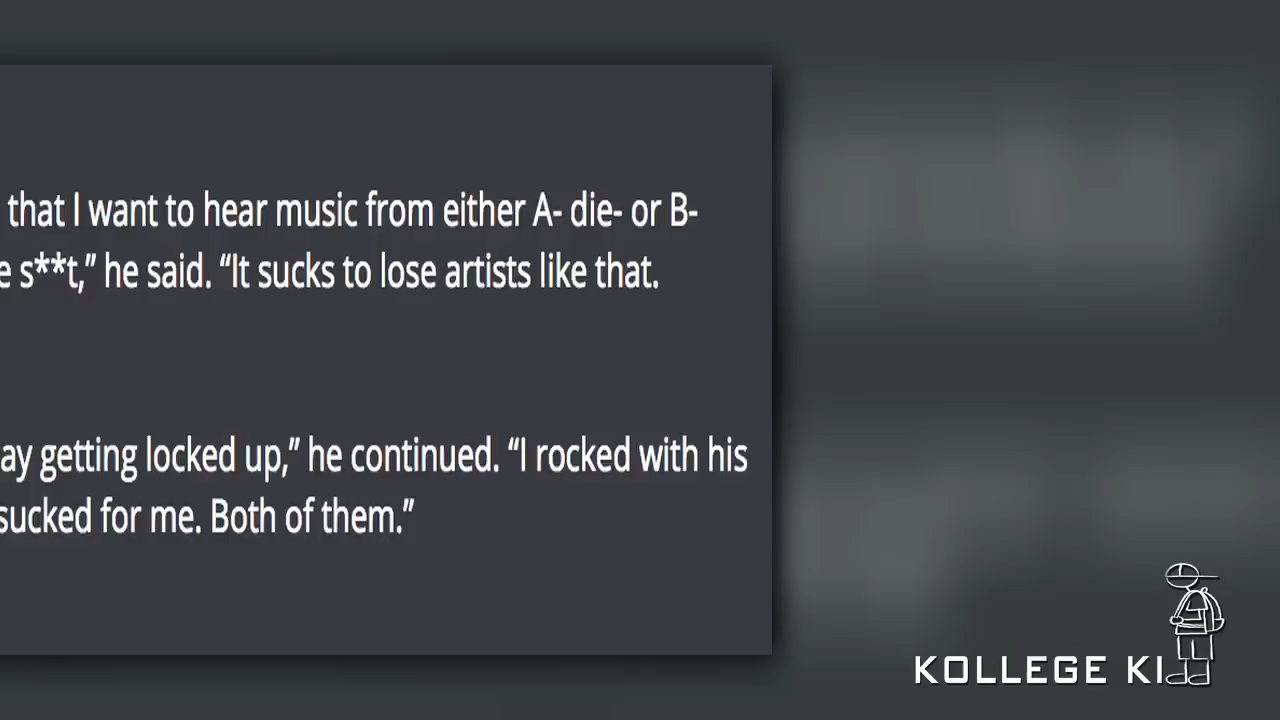 that I want to hear music from either A- die- or B-
e s**t,” he said. “It sucks to lose artists like that.
ay getting locked up,” he continued. “I rocked with his
sucked for me. Both of them.”
KOLLEGE KI